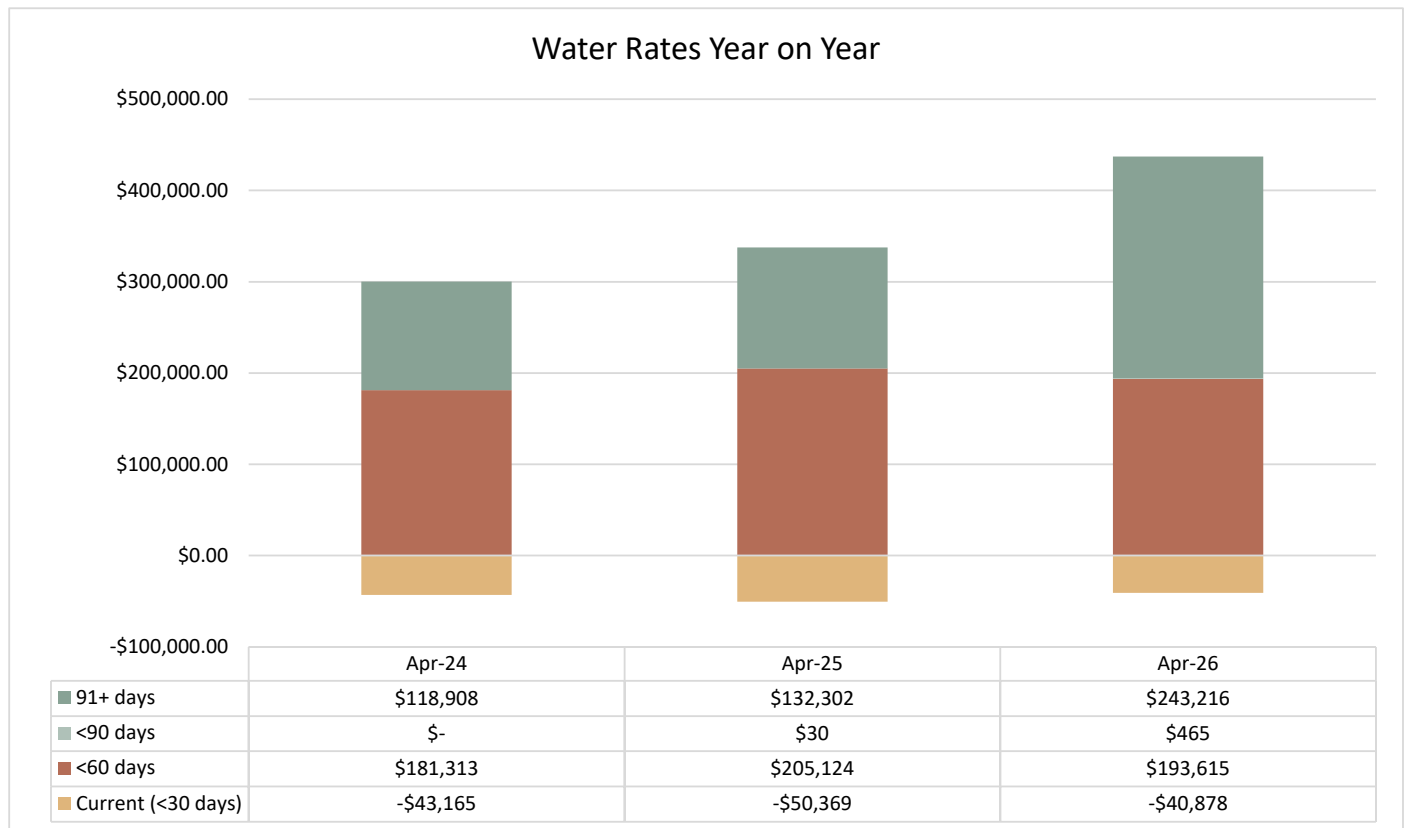 Water Rates Year on Year
$500,000.00
$400,000.00
$300,000.00
$200,000.00
$100,000.00
$0.00
-$100,000.00
Apr-24 Apr-25 Apr-26
91+ days $118,908 $132,302 $243,216
<90 days $- $30 $465
<60 days $181,313 $205,124 $193,615
Current (<30 days) -$43,165 -$50,369 -$40,878